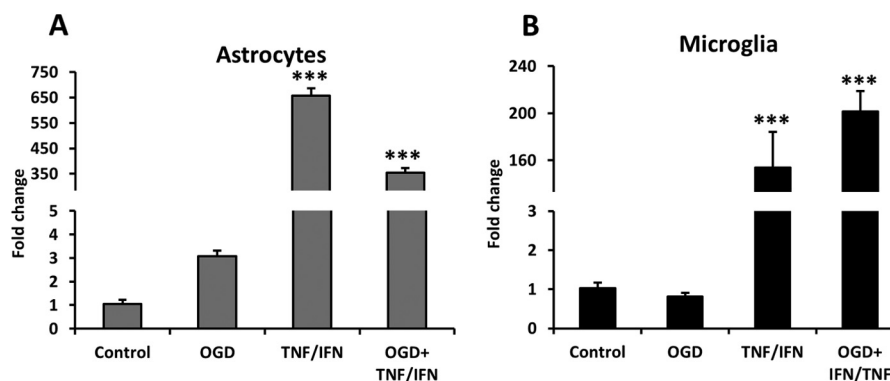 A
Astrocytes
Fold change
750
650
550
450
350
5
4
3
2
1
0
***
***
Control
OGD
TNF/IFN
OGD+
TNF/IFN
B
Microglia
Fold change
240
200
160
3
2
1
0
***
***
Control
OGD
TNF/IFN
OGD+
IFN/TNF